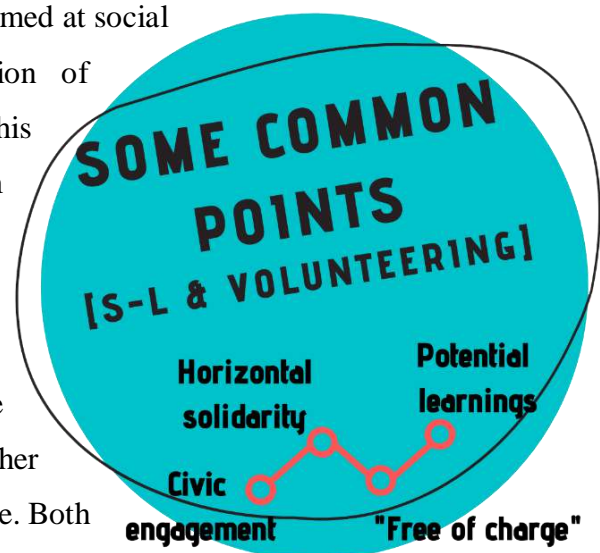 med at social
ion of
his
n
e
her
e. Both
SOME COMMON
POINTS
[S-L & VOLUNTEERING]
Horizontal
solidarity
Potential
learnings
Civic
engagement
"Free of charge"